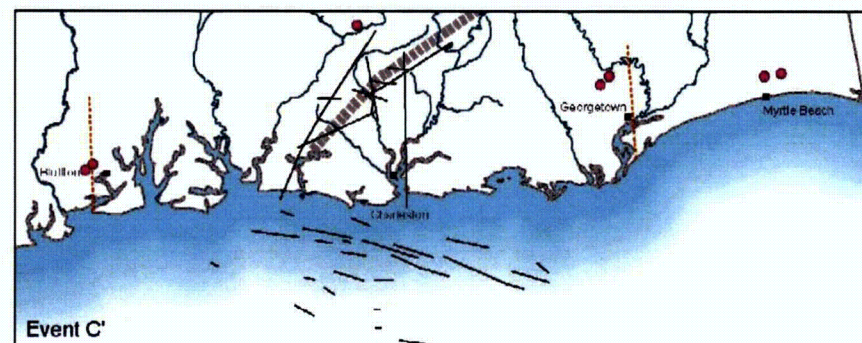 Georgetown
Myrtle Beach
Bluffton
Charleston
Event C'